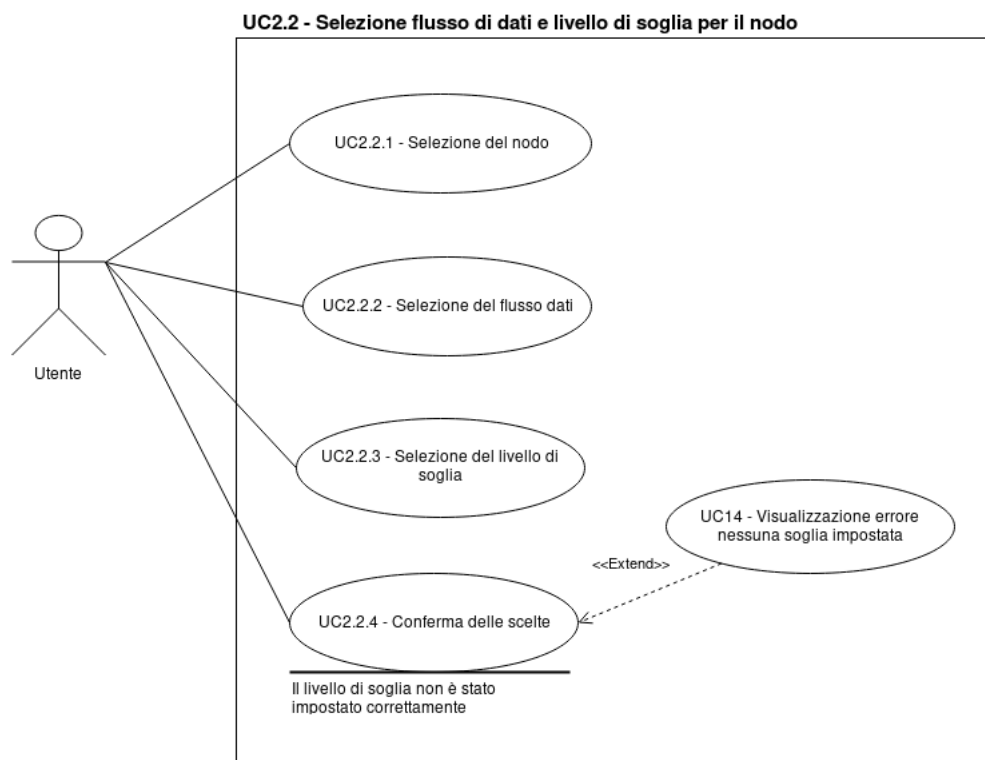 UC2.2 - Selezione flusso di dati e livello di soglia per il nodo
UC2.2.1 - Selezione del nodo
UC2.2.2 - Selezione del flusso dati
Utente
UC2.2.3 - Selezione del livello di
soglia
UC14 - Visualizzazione errore
nessuna soglia impostata
<<Extend>>
UC2.2.4 - Conferma delle scelte
Il livello di soglia non è stato
impostato correttamente